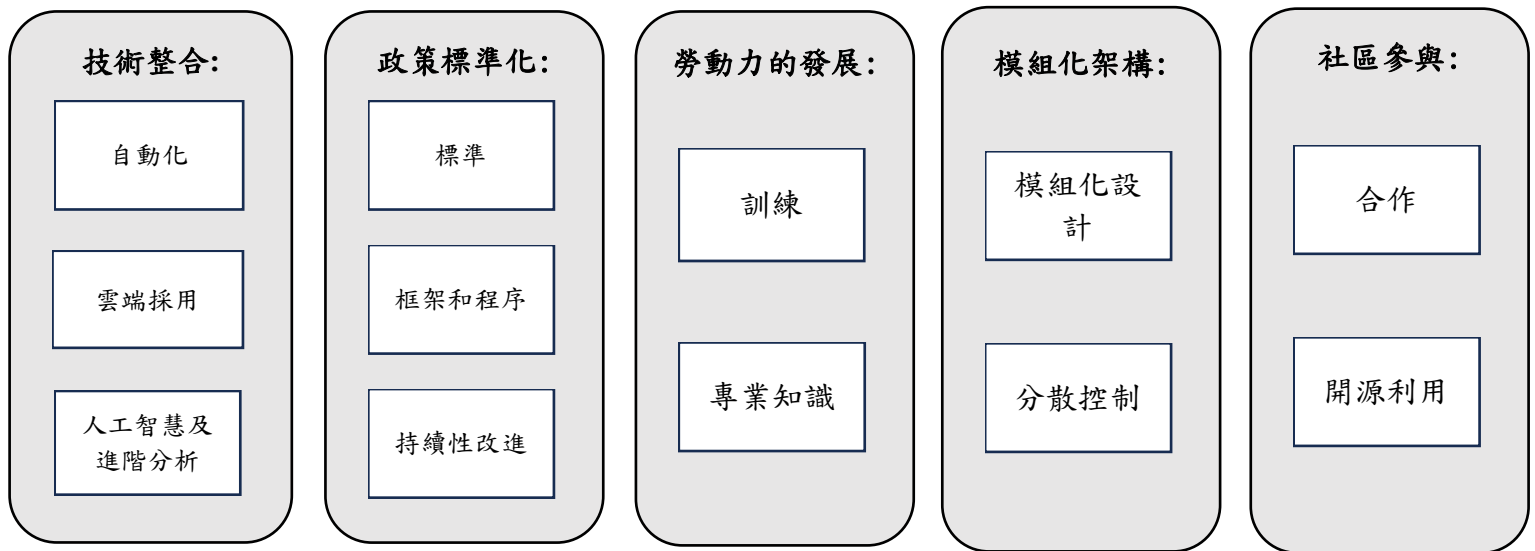 技術整合:
自動化
雲端採用
人工智慧及
進階分析
政策標準化:
標準
框架和程序
持續性改進
勞動力的發展:
訓練
專業知識
模組化架構:
模組化設
計
分散控制
社區參與:
合作
開源利用